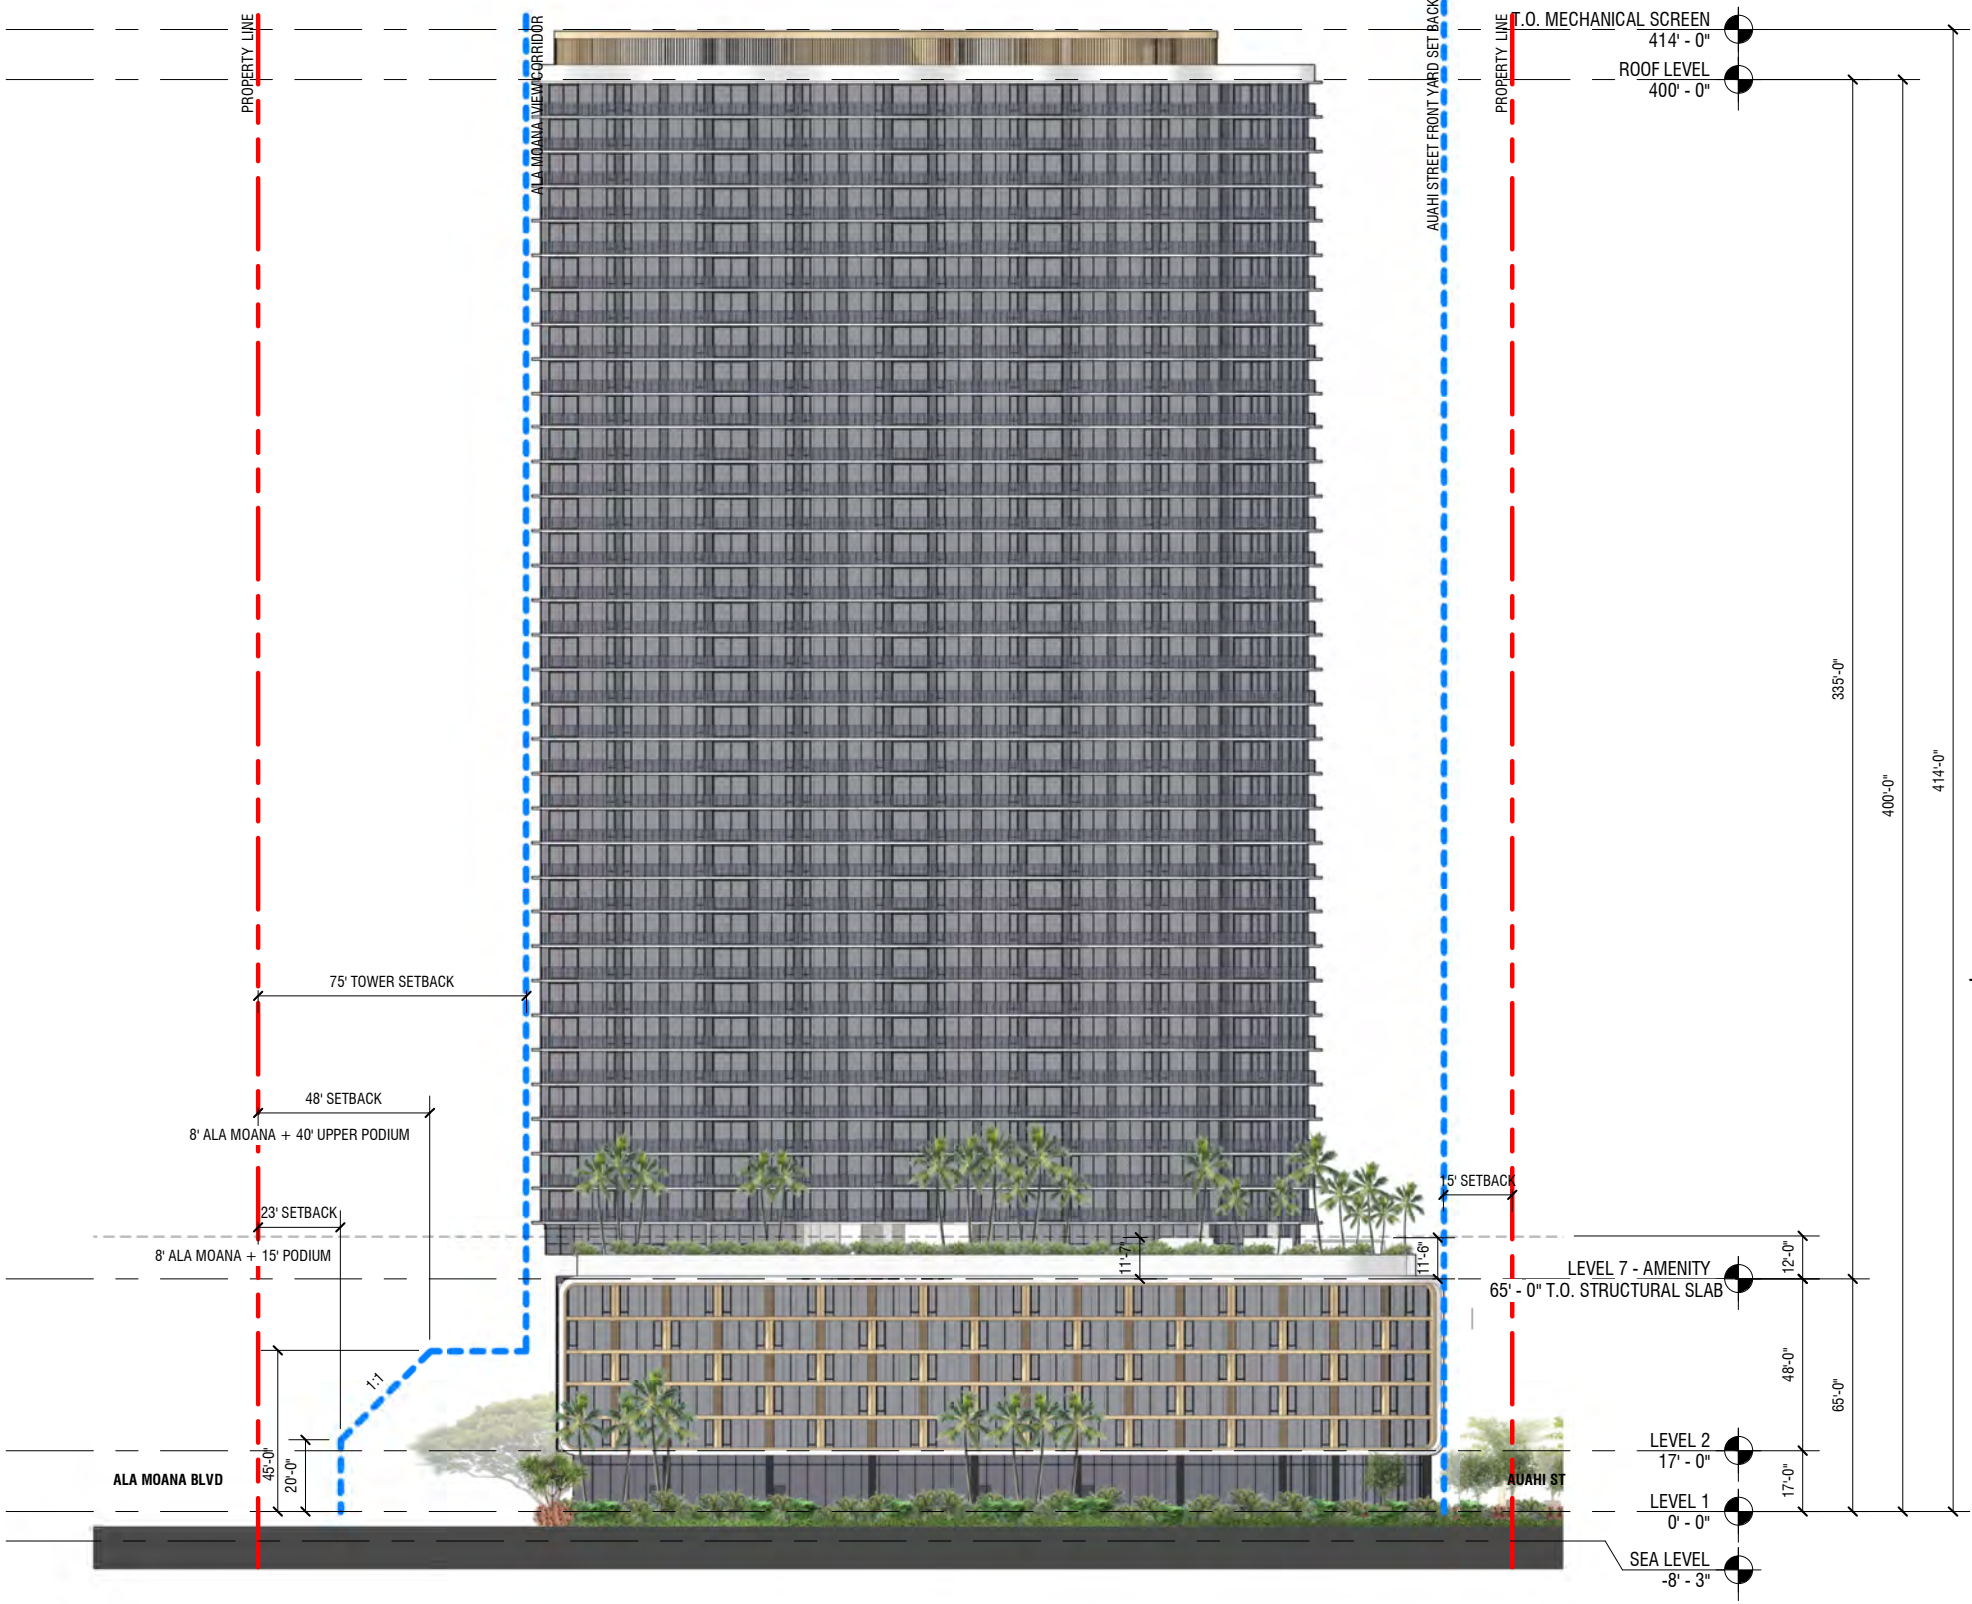 PROPERTY LINE
ALA MOANA VIEW CORRIDOR
AUAHI STREET FRONT YARD SET BACK
PROPERTY LINE
T.O. MECHANICAL SCREEN
414' - 0"
ROOF LEVEL
400' - 0"
335'-0"
400'-0"
414'-0"
75' TOWER SETBACK
48' SETBACK
8' ALA MOANA + 40' UPPER PODIUM
15' SETBACK
23' SETBACK
8' ALA MOANA + 15' PODIUM
11'-7"
11'-6"
12'-0"
LEVEL 7 - AMENITY
65' - 0" T.O. STRUCTURAL SLAB
1:1
48'-0"
65'-0"
45'-0"
20'-0"
ALA MOANA BLVD
AUAHI ST
LEVEL 2
17' - 0"
17'-0"
LEVEL 1
0' - 0"
SEA LEVEL
-8' - 3"